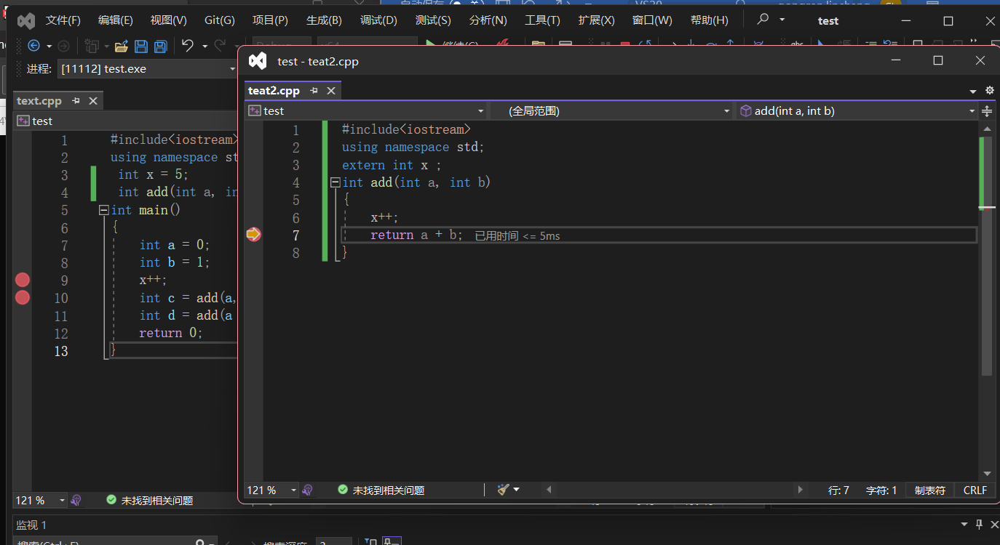 文件(F) 编辑(E) 视图(V) Git(G) 项目(P) 生成(B) 调试(D) 测试(S) 分析(N) 工具(T) 扩展(X) 窗口(W) 帮助(H) test
进程: [11112] test.exe
text.cpp
test
1 #include<iostream>
2 using namespace st
3 int x = 5;
4 int add(int a, in
5 int main()
6 {
7 int a = 0;
8 int b = 1;
9 x++;
10 int c = add(a,
11 int d = add(a
12 return 0;
13 }
121 % 未找到相关问题
test - teat2.cpp
teat2.cpp
test (全局范围) add(int a, int b)
1 #include<iostream>
2 using namespace std;
3 extern int x ;
4 int add(int a, int b)
5 {
6 x++;
7 return a + b; 已用时间 <= 5ms
8 }
121 % 未找到相关问题 行: 7 字符: 1 制表符 CRLF
监视 1